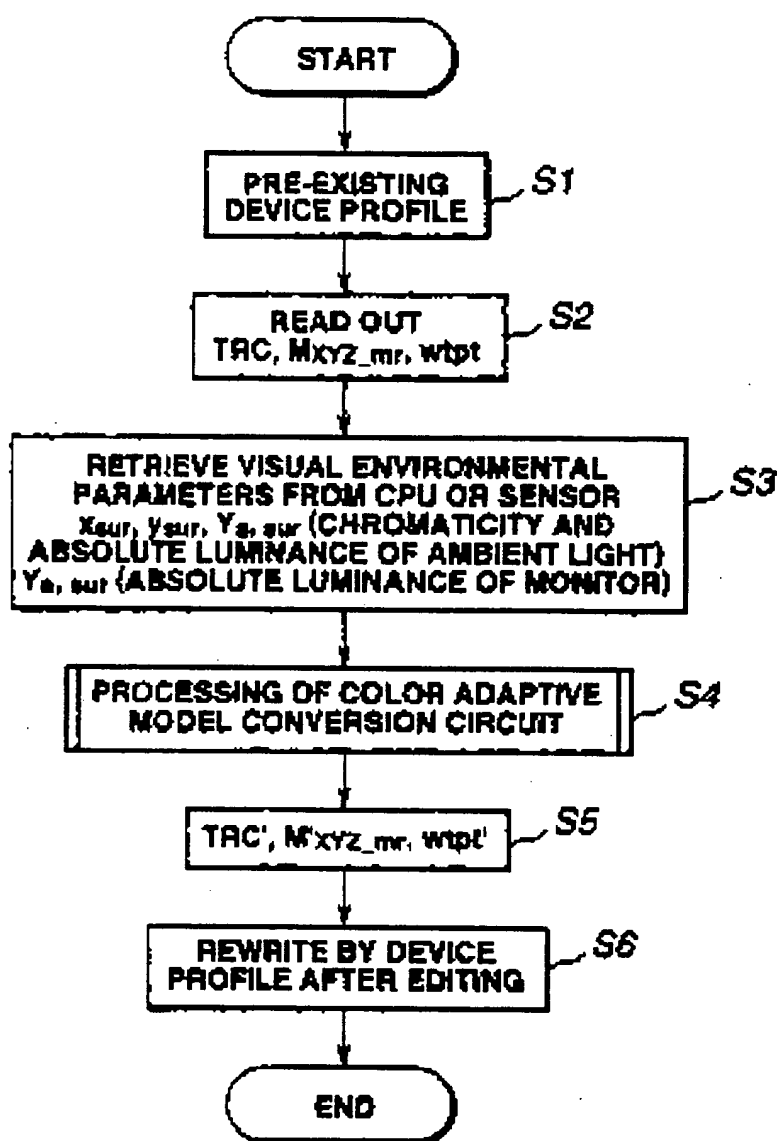 START
PRE-EXISTING
DEVICE PROFILE
S1
READ OUT
TRC, MXYZ_mr, wtpt
S2
RETRIEVE VISUAL ENVIRONMENTAL
PARAMETERS FROM CPU OR SENSOR
xsur, ysur, Ya, sur (CHROMATICITY AND
ABSOLUTE LUMINANCE OF AMBIENT LIGHT)
Ya, sur (ABSOLUTE LUMINANCE OF MONITOR)
S3
PROCESSING OF COLOR ADAPTIVE
MODEL CONVERSION CIRCUIT
S4
TRC', M'XYZ_mr, wtpt'
S5
REWRITE BY DEVICE
PROFILE AFTER EDITING
S6
END